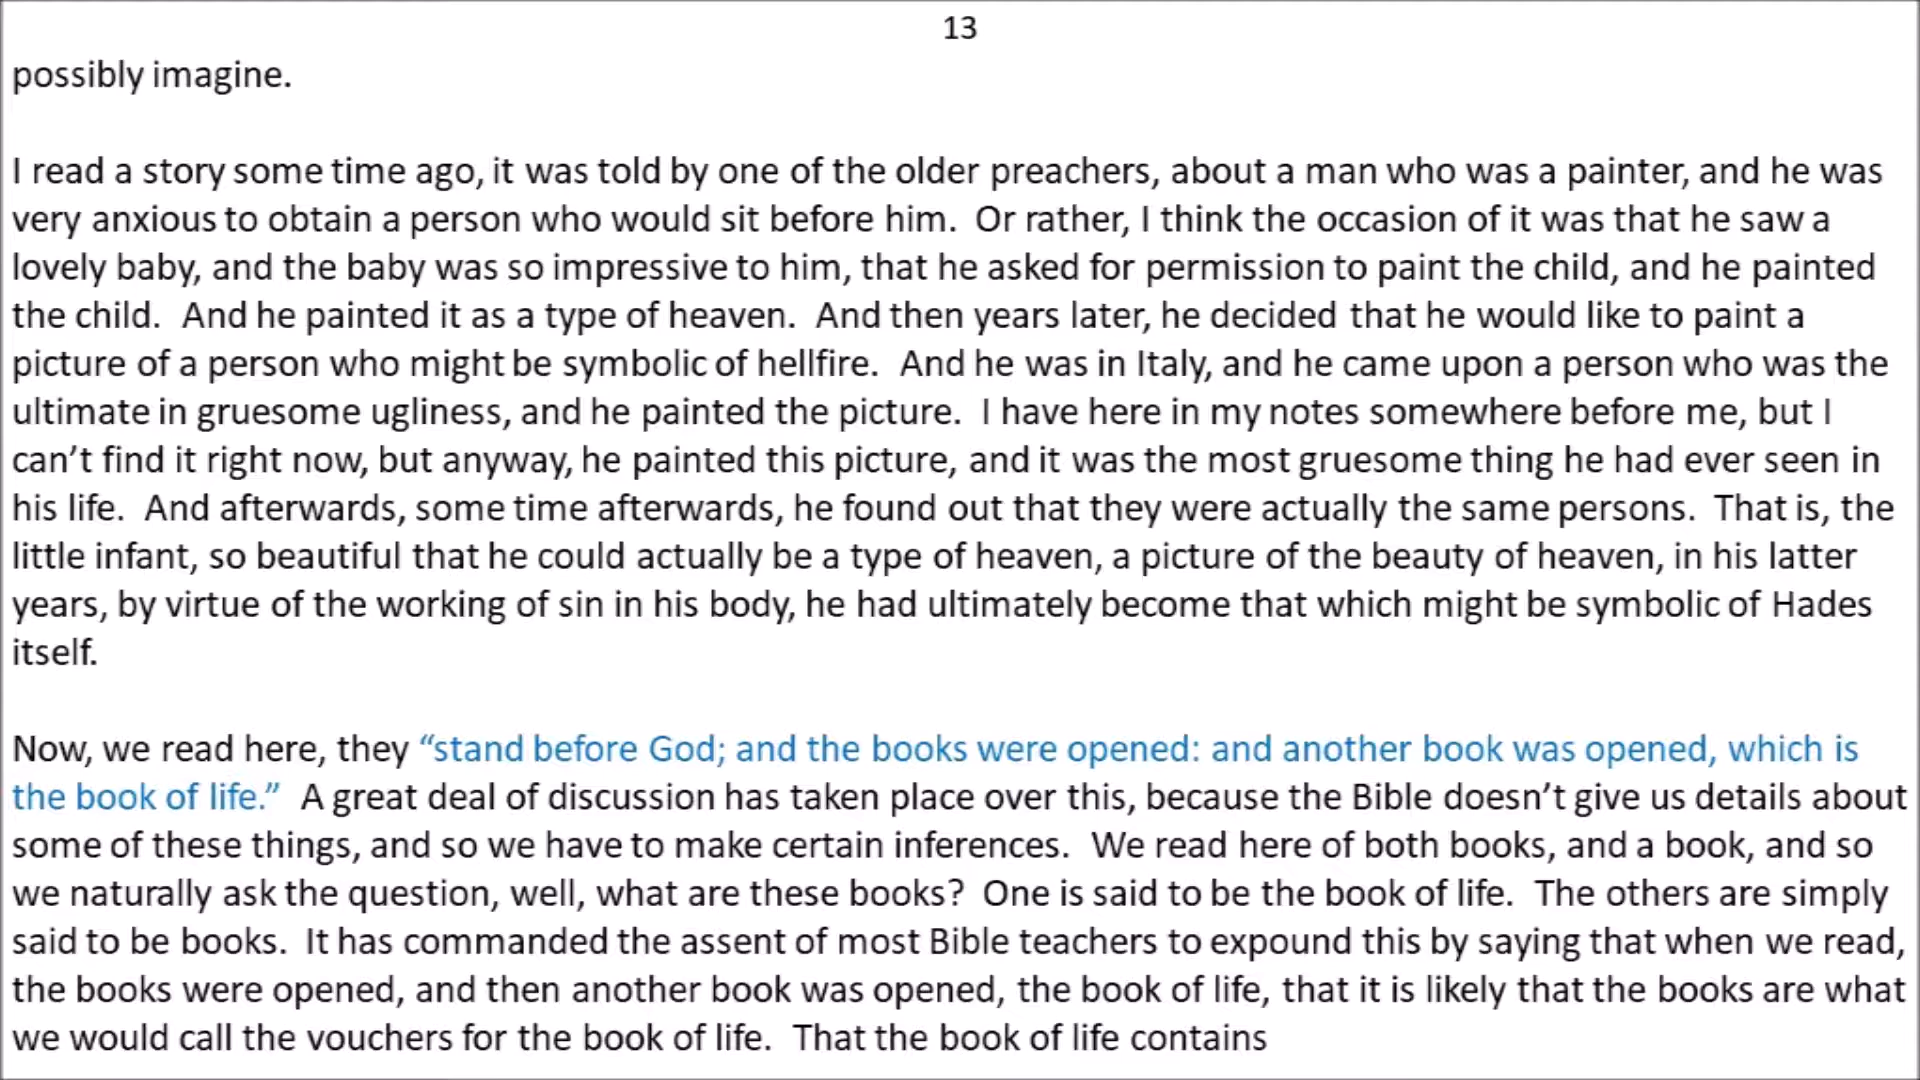 13
possibly imagine.
I read a story some time ago, it was told by one of the older preachers, about a man who was a painter, and he was
very anxious to obtain a person who would sit before him.  Or rather, I think the occasion of it was that he saw a
lovely baby, and the baby was so impressive to him, that he asked for permission to paint the child, and he painted
the child.  And he painted it as a type of heaven.  And then years later, he decided that he would like to paint a
picture of a person who might be symbolic of hellfire.  And he was in Italy, and he came upon a person who was the
ultimate in gruesome ugliness, and he painted the picture.  I have here in my notes somewhere before me, but I
can’t find it right now, but anyway, he painted this picture, and it was the most gruesome thing he had ever seen in
his life.  And afterwards, some time afterwards, he found out that they were actually the same persons.  That is, the
little infant, so beautiful that he could actually be a type of heaven, a picture of the beauty of heaven, in his latter
years, by virtue of the working of sin in his body, he had ultimately become that which might be symbolic of Hades
itself.
Now, we read here, they “stand before God; and the books were opened: and another book was opened, which is
the book of life.”  A great deal of discussion has taken place over this, because the Bible doesn’t give us details about
some of these things, and so we have to make certain inferences.  We read here of both books, and a book, and so
we naturally ask the question, well, what are these books?  One is said to be the book of life.  The others are simply
said to be books.  It has commanded the assent of most Bible teachers to expound this by saying that when we read,
the books were opened, and then another book was opened, the book of life, that it is likely that the books are what
we would call the vouchers for the book of life.  That the book of life contains